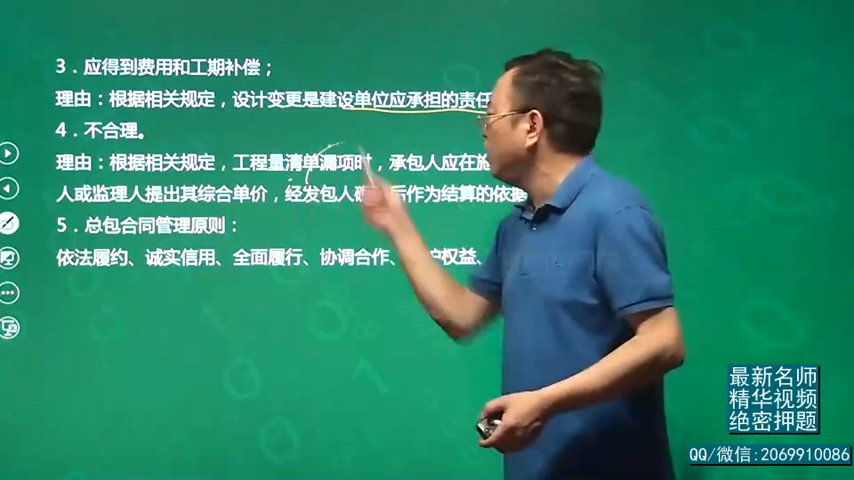 3．应得到费用和工期补偿；
理由：根据相关规定，设计变更是建设单位应承担的责任
4．不合理。
理由：根据相关规定，工程量清单漏项时，承包人应在施
人或监理人提出其综合单价，经发包人确 后作为结算的依据
5．总包合同管理原则：
依法履约、诚实信用、全面履行、协调合作、 护权益、
最新名师
精华视频
绝密押题
QQ/微信:2069910086